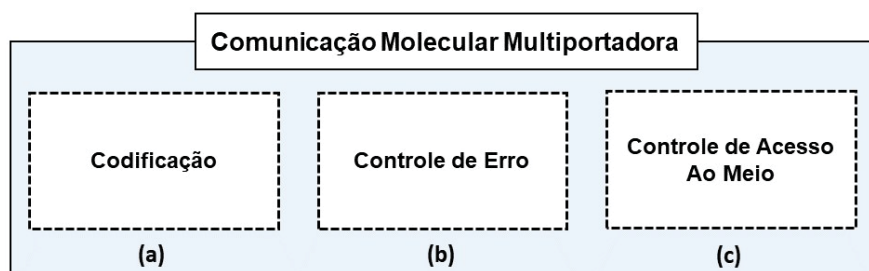 Comunicação Molecular Multiportadora
Codificação
Controle de Erro
Controle de Acesso
Ao Meio
(a)
(b)
(c)